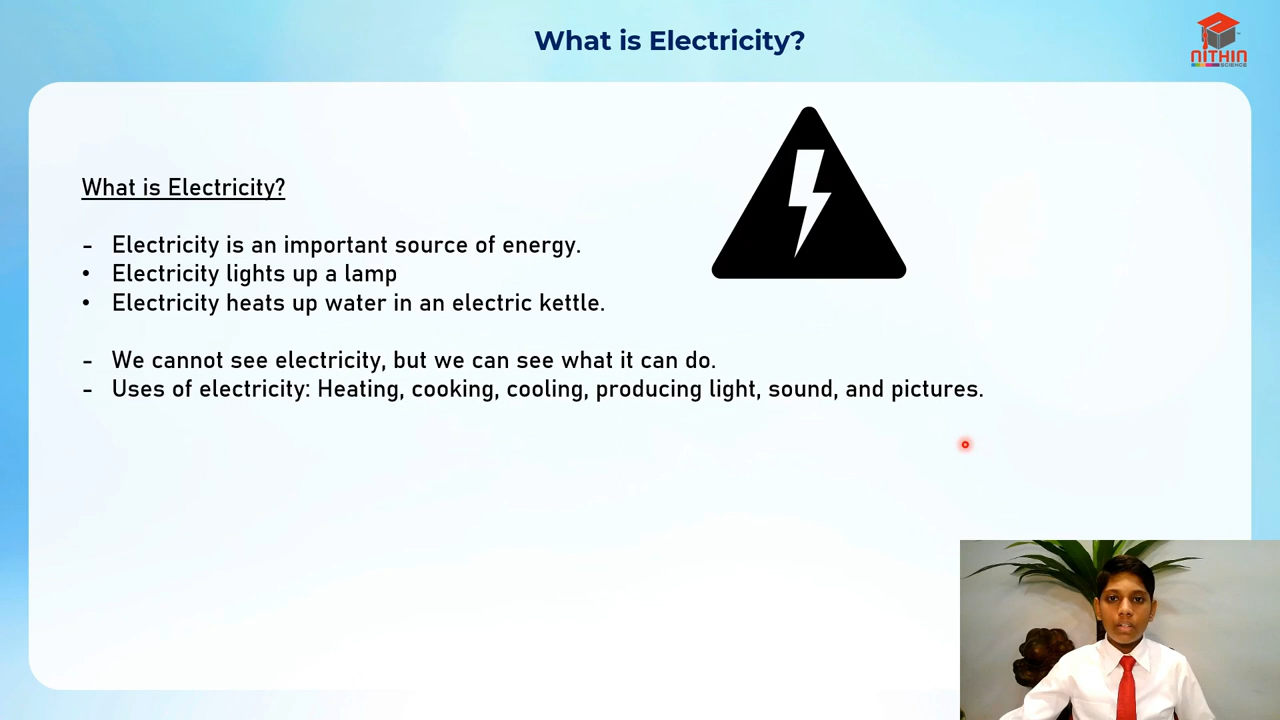 What is Electricity?
NITHIN
SCIENCE
What is Electricity?
- Electricity is an important source of energy.
• Electricity lights up a lamp
• Electricity heats up water in an electric kettle.
- We cannot see electricity, but we can see what it can do.
- Uses of electricity: Heating, cooking, cooling, producing light, sound, and pictures.